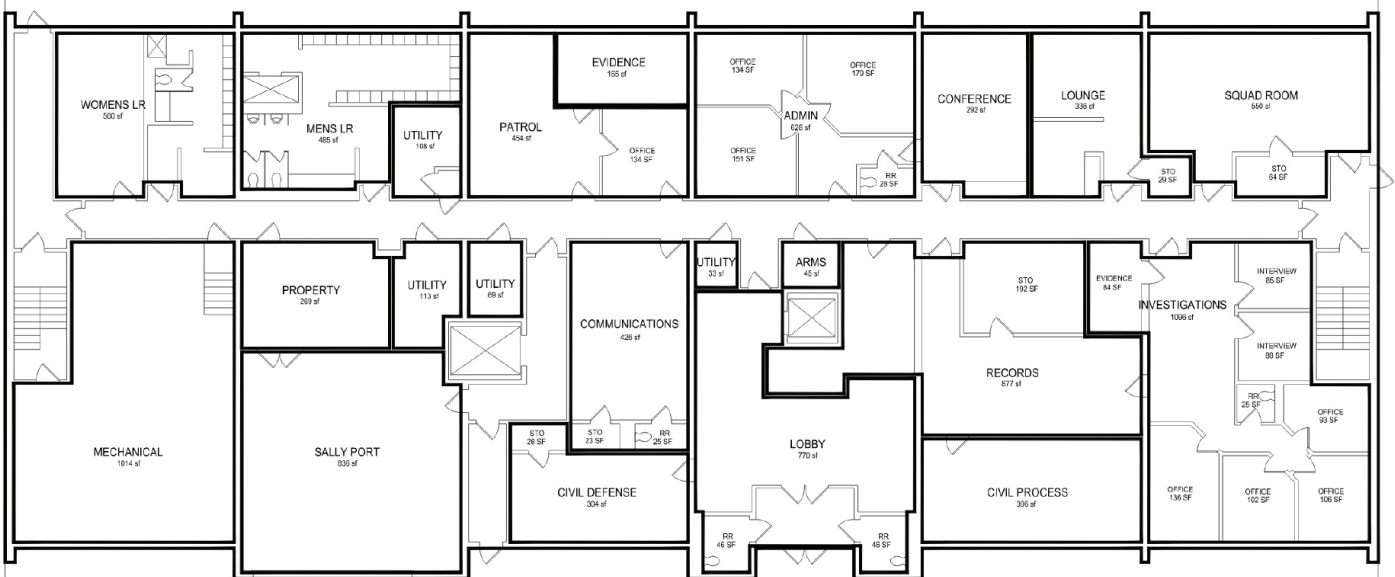 WOMENS LR
500 sf
MENS LR
485 sf
UTILITY
108 sf
PATROL
454 sf
EVIDENCE
165 sf
OFFICE
134 SF
OFFICE
134 SF
OFFICE
179 SF
ADMIN
628 sf
OFFICE
151 SF
RR
28 SF
CONFERENCE
292 sf
LOUNGE
336 sf
SQUAD ROOM
550 sf
STO
29 SF
STO
64 SF
MECHANICAL
1014 sf
PROPERTY
269 sf
UTILITY
113 sf
UTILITY
69 sf
SALLY PORT
836 sf
COMMUNICATIONS
426 sf
STO
26 SF
STO
23 SF
RR
25 SF
CIVIL DEFENSE
304 sf
UTILITY
33 sf
ARMS
45 sf
LOBBY
770 sf
RR
46 SF
RR
46 SF
STO
192 SF
RECORDS
877 sf
CIVIL PROCESS
396 sf
EVIDENCE
84 SF
INVESTIGATIONS
1096 sf
INTERVIEW
85 SF
INTERVIEW
88 SF
RR
25 SF
OFFICE
93 SF
OFFICE
136 SF
OFFICE
102 SF
OFFICE
106 SF